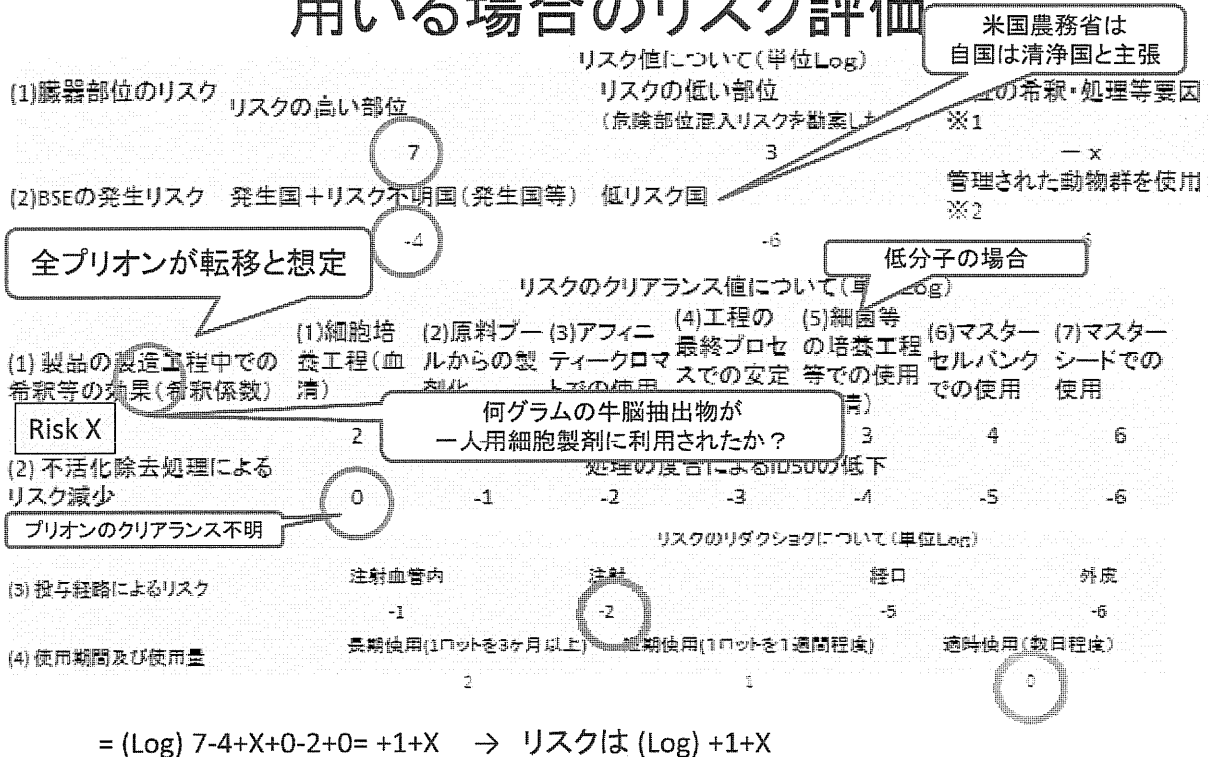 用いる場合のリスク評価
米国農務省は
自国は清浄国と主張
リスク値について(単位Log)
(1)臓器部位のリスク
リスクの高い部位
リスクの低い部位
(危険部位混入リスクを勘案し
の希釈・処理等要因
※1
7
3
− x
(2)BSEの発生リスク
発生国+リスク不明国(発生国等)
低リスク国
管理された動物群を使用
※2
-4
-6
全プリオンが転移と想定
低分子の場合
リスクのクリアランス値について(単
og)
(1) 製品の製造工程中での
希釈等の効果(希釈係数)
(1)細胞培
養工程(血
清)
(2)原料プー
ルからの製
剤化
(3)アフィニ
ティークロマ
トでの使用
(4)工程の
最終プロセ
スでの安定
(5)細菌等
の培養工程
等での使用
清)
(6)マスター
セルバンク
での使用
(7)マスター
シードでの
使用
Risk X
何グラムの牛脳抽出物が
一人用細胞製剤に利用されたか?
2
3
4
6
(2) 不活化除去処理による
リスク減少
処理の度合によるID50の低下
0
-1
-2
-3
-4
-5
-6
プリオンのクリアランス不明
リスクのリダクションについて(単位Log)
(3) 投与経路によるリスク
注射血管内
注射
経口
外皮
-1
-2
-5
-6
(4) 使用期間及び使用量
長期使用(1ロットを3ヶ月以上)
期使用(1ロットを1週間程度)
適時使用(数日程度)
2
1
0
= (Log) 7-4+X+0-2+0= +1+X → リスクは (Log) +1+X